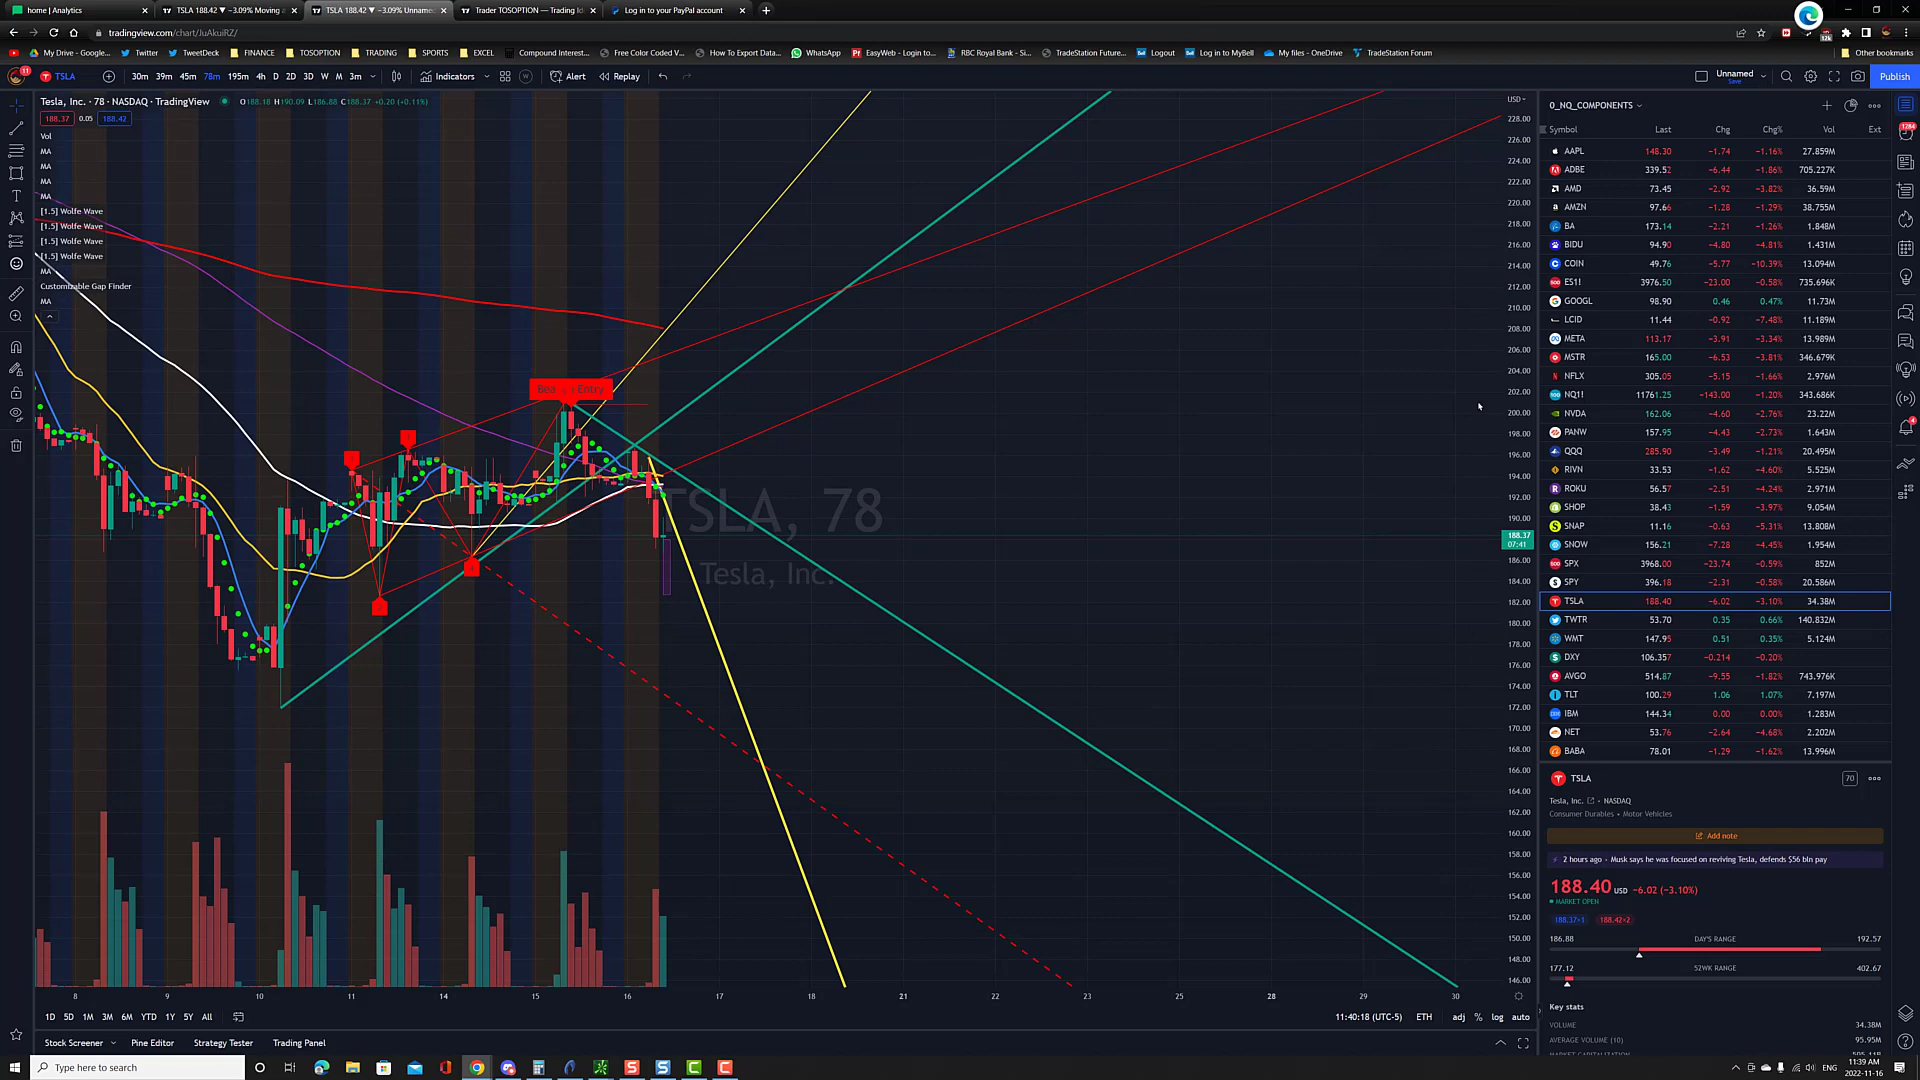 home | Analytics
TSLA 188.42 ▼ −3.09% Moving a
TSLA 188.42 ▼ −3.09% Unname
Trader TOSOPTION — Trading Id
Log in to your PayPal account
tradingview.com/chart/JuAkuiRZ/
My Drive - Google...
Twitter
TweetDeck
FINANCE
TOSOPTION
TRADING
SPORTS
EXCEL
Compound Interest...
Free Color Coded V...
How To Export Data...
WhatsApp
EasyWeb - Login to...
RBC Royal Bank - Si...
TradeStation Future...
Logout
Log in to MyBell
My files - OneDrive
TradeStation Forum
Other bookmarks
11
TSLA
30m 39m 45m 78m 195m 4h D 2D 3D W M 3m
Indicators
Alert
Replay
Unnamed
Save
Publish
Tesla, Inc. · 78 · NASDAQ · TradingView
O188.18 H190.09 L186.88 C188.37 +0.20 (+0.11%)
188.37 0.05 188.42
Vol
MA
MA
MA
MA
[1.5] Wolfe Wave
[1.5] Wolfe Wave
[1.5] Wolfe Wave
[1.5] Wolfe Wave
MA
Customizable Gap Finder
MA
Entry
TSLA, 78
Tesla, Inc.
USD
228.00
226.00
224.00
222.00
220.00
218.00
216.00
214.00
212.00
210.00
208.00
206.00
204.00
202.00
200.00
198.00
196.00
194.00
192.00
190.00
188.37
07:41
186.00
184.00
182.00
180.00
178.00
176.00
174.00
172.00
170.00
168.00
166.00
164.00
162.00
160.00
158.00
156.00
154.00
152.00
150.00
148.00
146.00
8 9 10 11 14 15 16 17 18 21 22 23 25 28 29 30
1D 5D 1M 3M 6M YTD 1Y 5Y All
11:40:18 (UTC-5) ETH adj % log auto
Stock Screener
Pine Editor
Strategy Tester
Trading Panel
0_NQ_COMPONENTS
Symbol Last Chg Chg% Vol Ext
AAPL 148.30 −1.74 −1.16% 27.859M
ADBE 339.52 −6.44 −1.86% 705.227K
AMD 73.45 −2.92 −3.82% 36.59M
AMZN 97.66 −1.28 −1.29% 38.755M
BA 173.14 −2.21 −1.26% 1.848M
BIDU 94.90 −4.80 −4.81% 1.431M
COIN 49.76 −5.77 −10.39% 13.094M
ES1! 3976.50 −23.00 −0.58% 735.696K
GOOGL 98.90 0.46 0.47% 11.73M
LCID 11.44 −0.92 −7.48% 11.189M
META 113.17 −3.91 −3.34% 13.989M
MSTR 165.00 −6.53 −3.81% 346.679K
NFLX 305.05 −5.15 −1.66% 2.976M
NQ1! 11761.25 −143.00 −1.20% 343.686K
NVDA 162.06 −4.60 −2.76% 23.22M
PANW 157.95 −4.43 −2.73% 1.643M
QQQ 285.90 −3.49 −1.21% 20.495M
RIVN 33.53 −1.62 −4.60% 5.525M
ROKU 56.57 −2.51 −4.24% 2.971M
SHOP 38.43 −1.59 −3.97% 9.054M
SNAP 11.16 −0.63 −5.31% 13.808M
SNOW 156.21 −7.28 −4.45% 1.954M
SPX 3968.00 −23.74 −0.59% 852M
SPY 396.18 −2.31 −0.58% 20.586M
TSLA 188.40 −6.02 −3.10% 34.38M
TWTR 53.70 0.35 0.66% 140.832M
WMT 147.95 0.51 0.35% 5.124M
DXY 106.357 −0.214 −0.20%
AVGO 514.87 −9.55 −1.82% 743.976K
TLT 100.29 1.06 1.07% 7.197M
IBM 144.34 0.00 0.00% 1.283M
NET 53.76 −2.64 −4.68% 2.202M
BABA 78.01 −1.29 −1.62% 13.996M
TSLA
70
Tesla, Inc. · NASDAQ
Consumer Durables • Motor Vehicles
Add note
2 hours ago · Musk says he was focused on reviving Tesla, defends $56 bln pay
188.40 USD −6.02 (−3.10%)
MARKET OPEN
188.37×1 188.42×2
186.88 DAY'S RANGE 192.57
177.12 52WK RANGE 402.67
Key stats
VOLUME 34.38M
AVERAGE VOLUME (10) 95.95M
1284
4
Type here to search
ENG
11:39 AM
2022-11-16